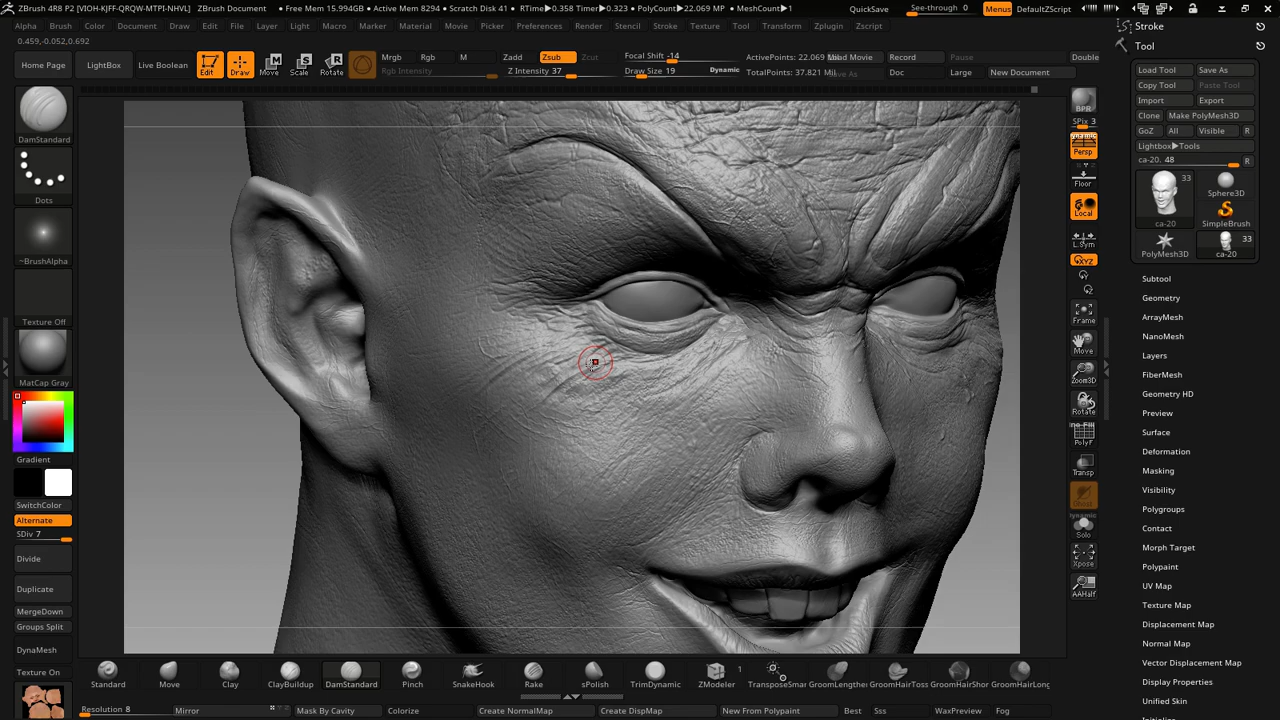 ZBrush 4R8 P2 [VIOH-KJFF-QRQW-MTPI-NHVL] ZBrush Document • Free Mem 15.994GB • Active Mem 8294 • Scratch Disk 41 • RTime▶0.358 Timer▶0.323 • PolyCount▶22.069 MP • MeshCount▶1 QuickSave See-through 0 Menus DefaultZScript
Alpha Brush Color Document Draw Edit File Layer Light Macro Marker Material Movie Picker Preferences Render Stencil Stroke Texture Tool Transform Zplugin Zscript
0.459,-0.052,0.692
Home Page LightBox Live Boolean Edit Draw Move Scale Rotate
Mrgb Rgb M Zadd Zsub Cut Focal Shift -14 ActivePoints: 22.069 Load Movie Record Pause Double
Rgb Intensity Z Intensity 37 Draw Size 19 Dynamic TotalPoints: 37.821 Mil Doc Large New Document
DamStandard
Dots
~BrushAlpha
Texture Off
MatCap Gray
Gradient
SwitchColor
Alternate
SDiv 7
Divide
Duplicate
MergeDown
Groups Split
DynaMesh
Texture On
BPR
SPix 3
Dynamic
Persp
Floor
Local
L.Sym
XYZ
Frame
Move
Zoom3D
Rotate
PolyF
Transp
Dynamic
Solo
Xpose
AAHalf
Stroke
Tool
Load Tool Save As
Copy Tool Paste Tool
Import Export
Clone Make PolyMesh3D
GoZ All Visible R
Lightbox▶Tools
ca-20. 48 R
33
Sphere3D
ca-20 SimpleBrush
33
PolyMesh3D ca-20
Subtool
Geometry
ArrayMesh
NanoMesh
Layers
FiberMesh
Geometry HD
Preview
Surface
Deformation
Masking
Visibility
Polygroups
Contact
Morph Target
Polypaint
UV Map
Texture Map
Displacement Map
Normal Map
Vector Displacement Map
Display Properties
Unified Skin
Standard Move Clay ClayBuildup DamStandard Pinch SnakeHook Rake sPolish TrimDynamic ZModeler 1 TransposeSmar GroomLengthe GroomHairToss GroomHairShor GroomHairLong
Resolution 8 Mirror Mask By Cavity Colorize Create NormalMap Create DispMap New From Polypaint Best Sss WaxPreview Fog